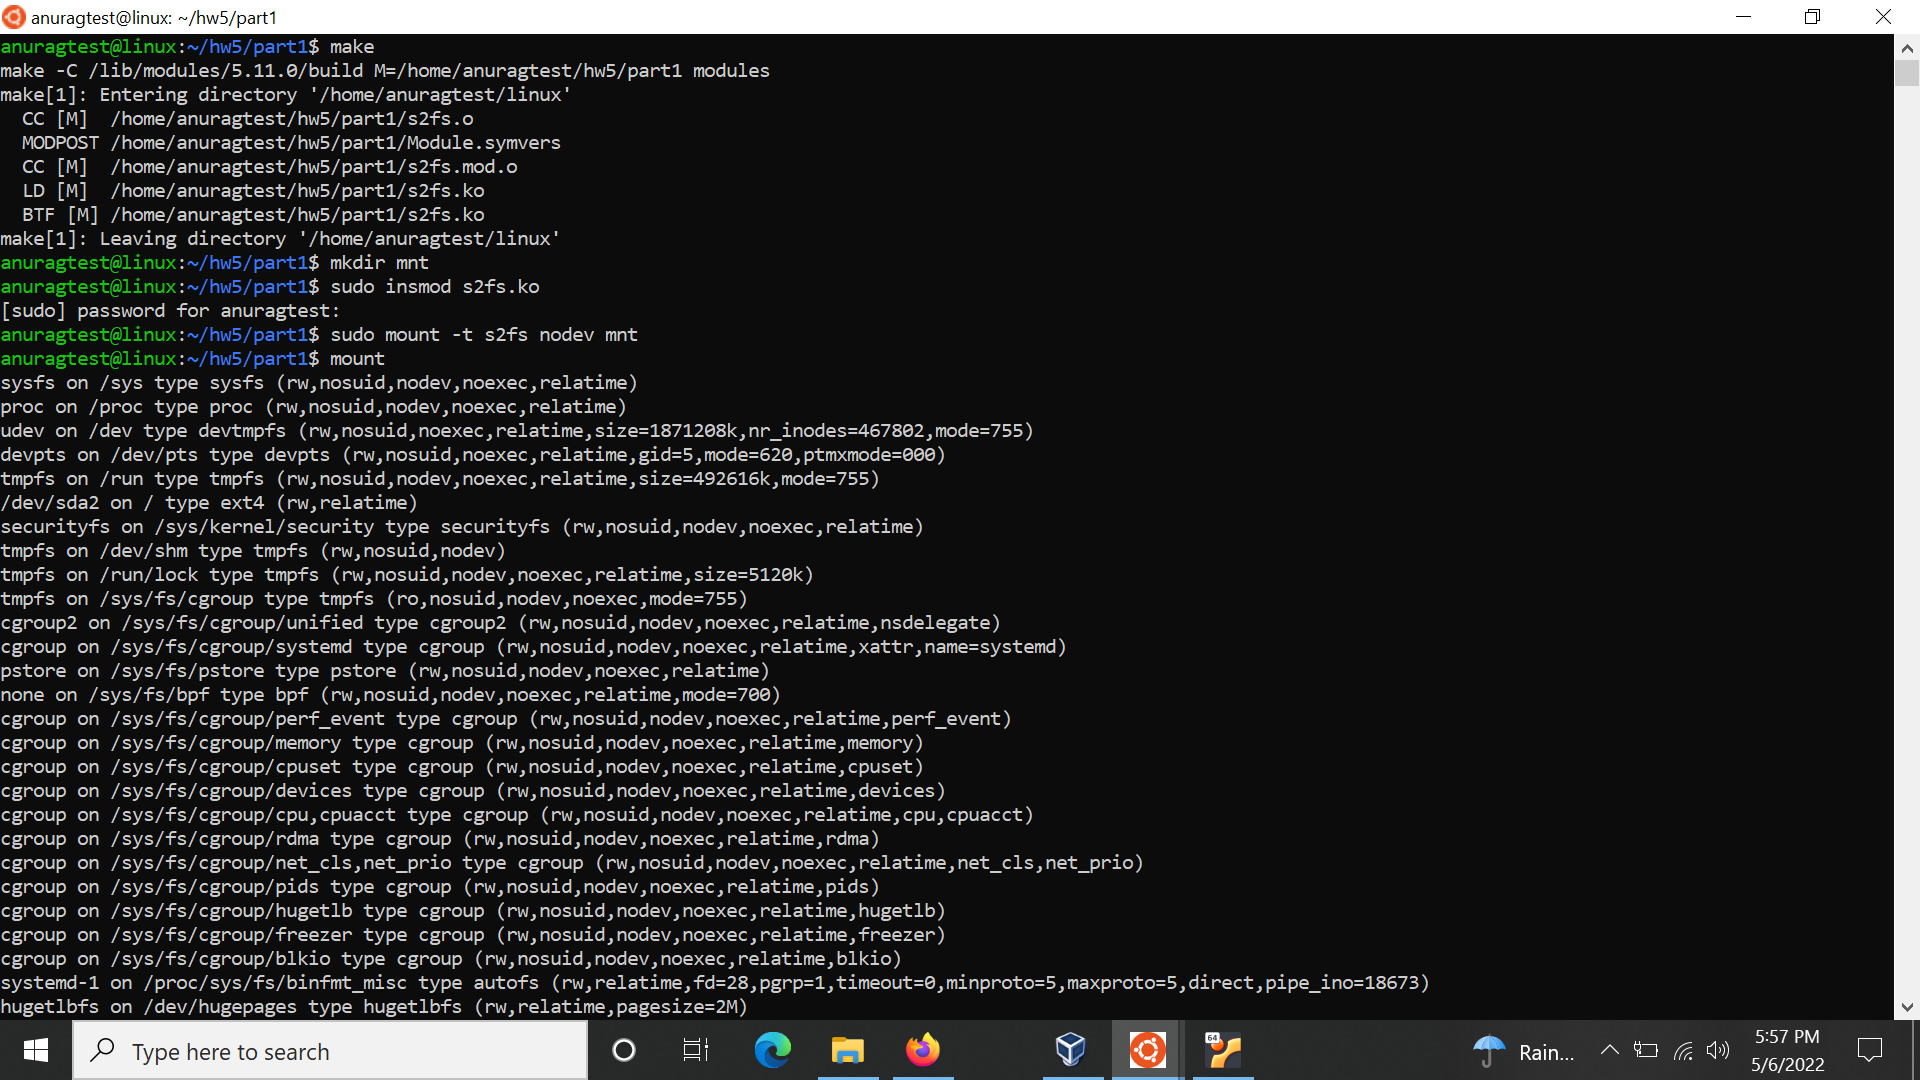 anuragtest@linux: ~/hw5/part1
anuragtest@linux:~/hw5/part1$ make
make -C /lib/modules/5.11.0/build M=/home/anuragtest/hw5/part1 modules
make[1]: Entering directory '/home/anuragtest/linux'
CC [M]  /home/anuragtest/hw5/part1/s2fs.o
MODPOST /home/anuragtest/hw5/part1/Module.symvers
CC [M]  /home/anuragtest/hw5/part1/s2fs.mod.o
LD [M]  /home/anuragtest/hw5/part1/s2fs.ko
BTF [M] /home/anuragtest/hw5/part1/s2fs.ko
make[1]: Leaving directory '/home/anuragtest/linux'
anuragtest@linux:~/hw5/part1$ mkdir mnt
anuragtest@linux:~/hw5/part1$ sudo insmod s2fs.ko
[sudo] password for anuragtest:
anuragtest@linux:~/hw5/part1$ sudo mount -t s2fs nodev mnt
anuragtest@linux:~/hw5/part1$ mount
sysfs on /sys type sysfs (rw,nosuid,nodev,noexec,relatime)
proc on /proc type proc (rw,nosuid,nodev,noexec,relatime)
udev on /dev type devtmpfs (rw,nosuid,noexec,relatime,size=1871208k,nr_inodes=467802,mode=755)
devpts on /dev/pts type devpts (rw,nosuid,noexec,relatime,gid=5,mode=620,ptmxmode=000)
tmpfs on /run type tmpfs (rw,nosuid,nodev,noexec,relatime,size=492616k,mode=755)
/dev/sda2 on / type ext4 (rw,relatime)
securityfs on /sys/kernel/security type securityfs (rw,nosuid,nodev,noexec,relatime)
tmpfs on /dev/shm type tmpfs (rw,nosuid,nodev)
tmpfs on /run/lock type tmpfs (rw,nosuid,nodev,noexec,relatime,size=5120k)
tmpfs on /sys/fs/cgroup type tmpfs (ro,nosuid,nodev,noexec,mode=755)
cgroup2 on /sys/fs/cgroup/unified type cgroup2 (rw,nosuid,nodev,noexec,relatime,nsdelegate)
cgroup on /sys/fs/cgroup/systemd type cgroup (rw,nosuid,nodev,noexec,relatime,xattr,name=systemd)
pstore on /sys/fs/pstore type pstore (rw,nosuid,nodev,noexec,relatime)
none on /sys/fs/bpf type bpf (rw,nosuid,nodev,noexec,relatime,mode=700)
cgroup on /sys/fs/cgroup/perf_event type cgroup (rw,nosuid,nodev,noexec,relatime,perf_event)
cgroup on /sys/fs/cgroup/memory type cgroup (rw,nosuid,nodev,noexec,relatime,memory)
cgroup on /sys/fs/cgroup/cpuset type cgroup (rw,nosuid,nodev,noexec,relatime,cpuset)
cgroup on /sys/fs/cgroup/devices type cgroup (rw,nosuid,nodev,noexec,relatime,devices)
cgroup on /sys/fs/cgroup/cpu,cpuacct type cgroup (rw,nosuid,nodev,noexec,relatime,cpu,cpuacct)
cgroup on /sys/fs/cgroup/rdma type cgroup (rw,nosuid,nodev,noexec,relatime,rdma)
cgroup on /sys/fs/cgroup/net_cls,net_prio type cgroup (rw,nosuid,nodev,noexec,relatime,net_cls,net_prio)
cgroup on /sys/fs/cgroup/pids type cgroup (rw,nosuid,nodev,noexec,relatime,pids)
cgroup on /sys/fs/cgroup/hugetlb type cgroup (rw,nosuid,nodev,noexec,relatime,hugetlb)
cgroup on /sys/fs/cgroup/freezer type cgroup (rw,nosuid,nodev,noexec,relatime,freezer)
cgroup on /sys/fs/cgroup/blkio type cgroup (rw,nosuid,nodev,noexec,relatime,blkio)
systemd-1 on /proc/sys/fs/binfmt_misc type autofs (rw,relatime,fd=28,pgrp=1,timeout=0,minproto=5,maxproto=5,direct,pipe_ino=18673)
hugetlbfs on /dev/hugepages type hugetlbfs (rw,relatime,pagesize=2M)
Type here to search
64
Rain...
5:57 PM
5/6/2022